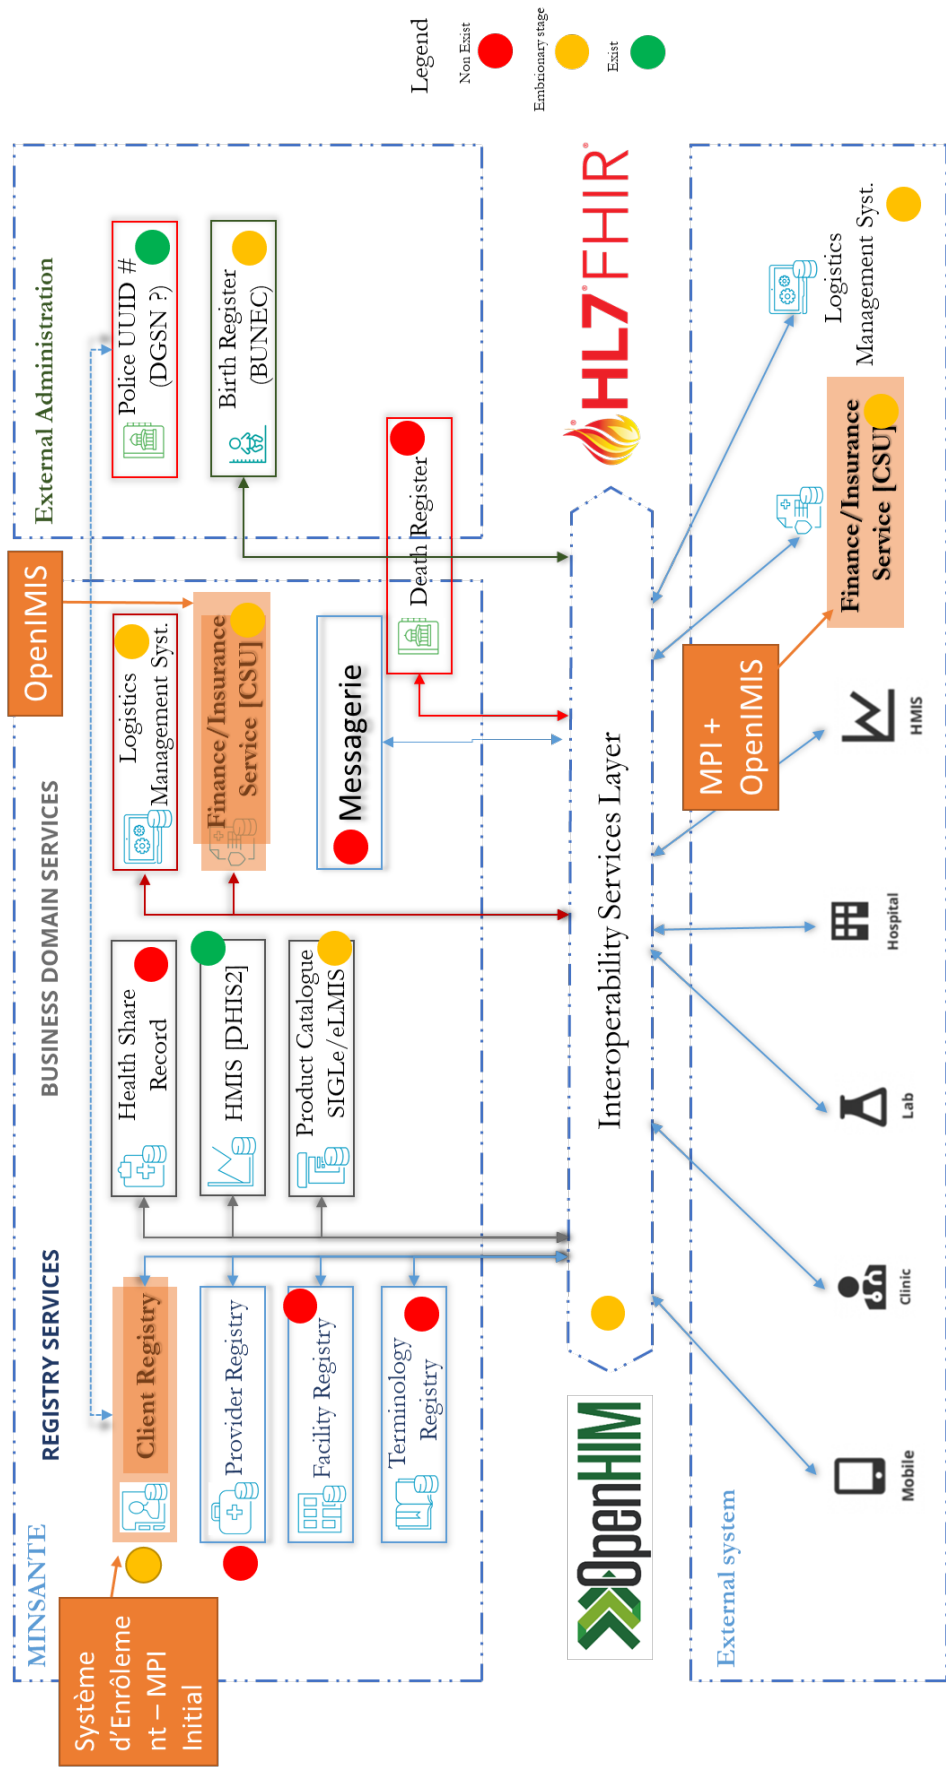 MINSANTE
REGISTRY SERVICES
BUSINESS DOMAIN SERVICES
External Administration
Système
d'Enrôleme
nt – MPI
Initial
OpenIMIS
Client Registry
Provider Registry
Facility Registry
Terminology
Registry
Health Share
Record
HMIS [DHIS2]
Product Catalogue
SIGLe/eLMIS
Logistics
Management Syst.
Finance/Insurance
Service [CSU]
Messagerie
Death Register
Police UUID #
(DGSN ?)
Birth Register
(BUNEC)
Legend
Non Exist
Embrionary stage
Exist
OpenHIM
Interoperability Services Layer
HL7 FHIR
External system
Mobile
Clinic
Lab
Hospital
HMIS
MPI +
OpenIMIS
Finance/Insurance
Service [CSU]
Logistics
Management Syst.